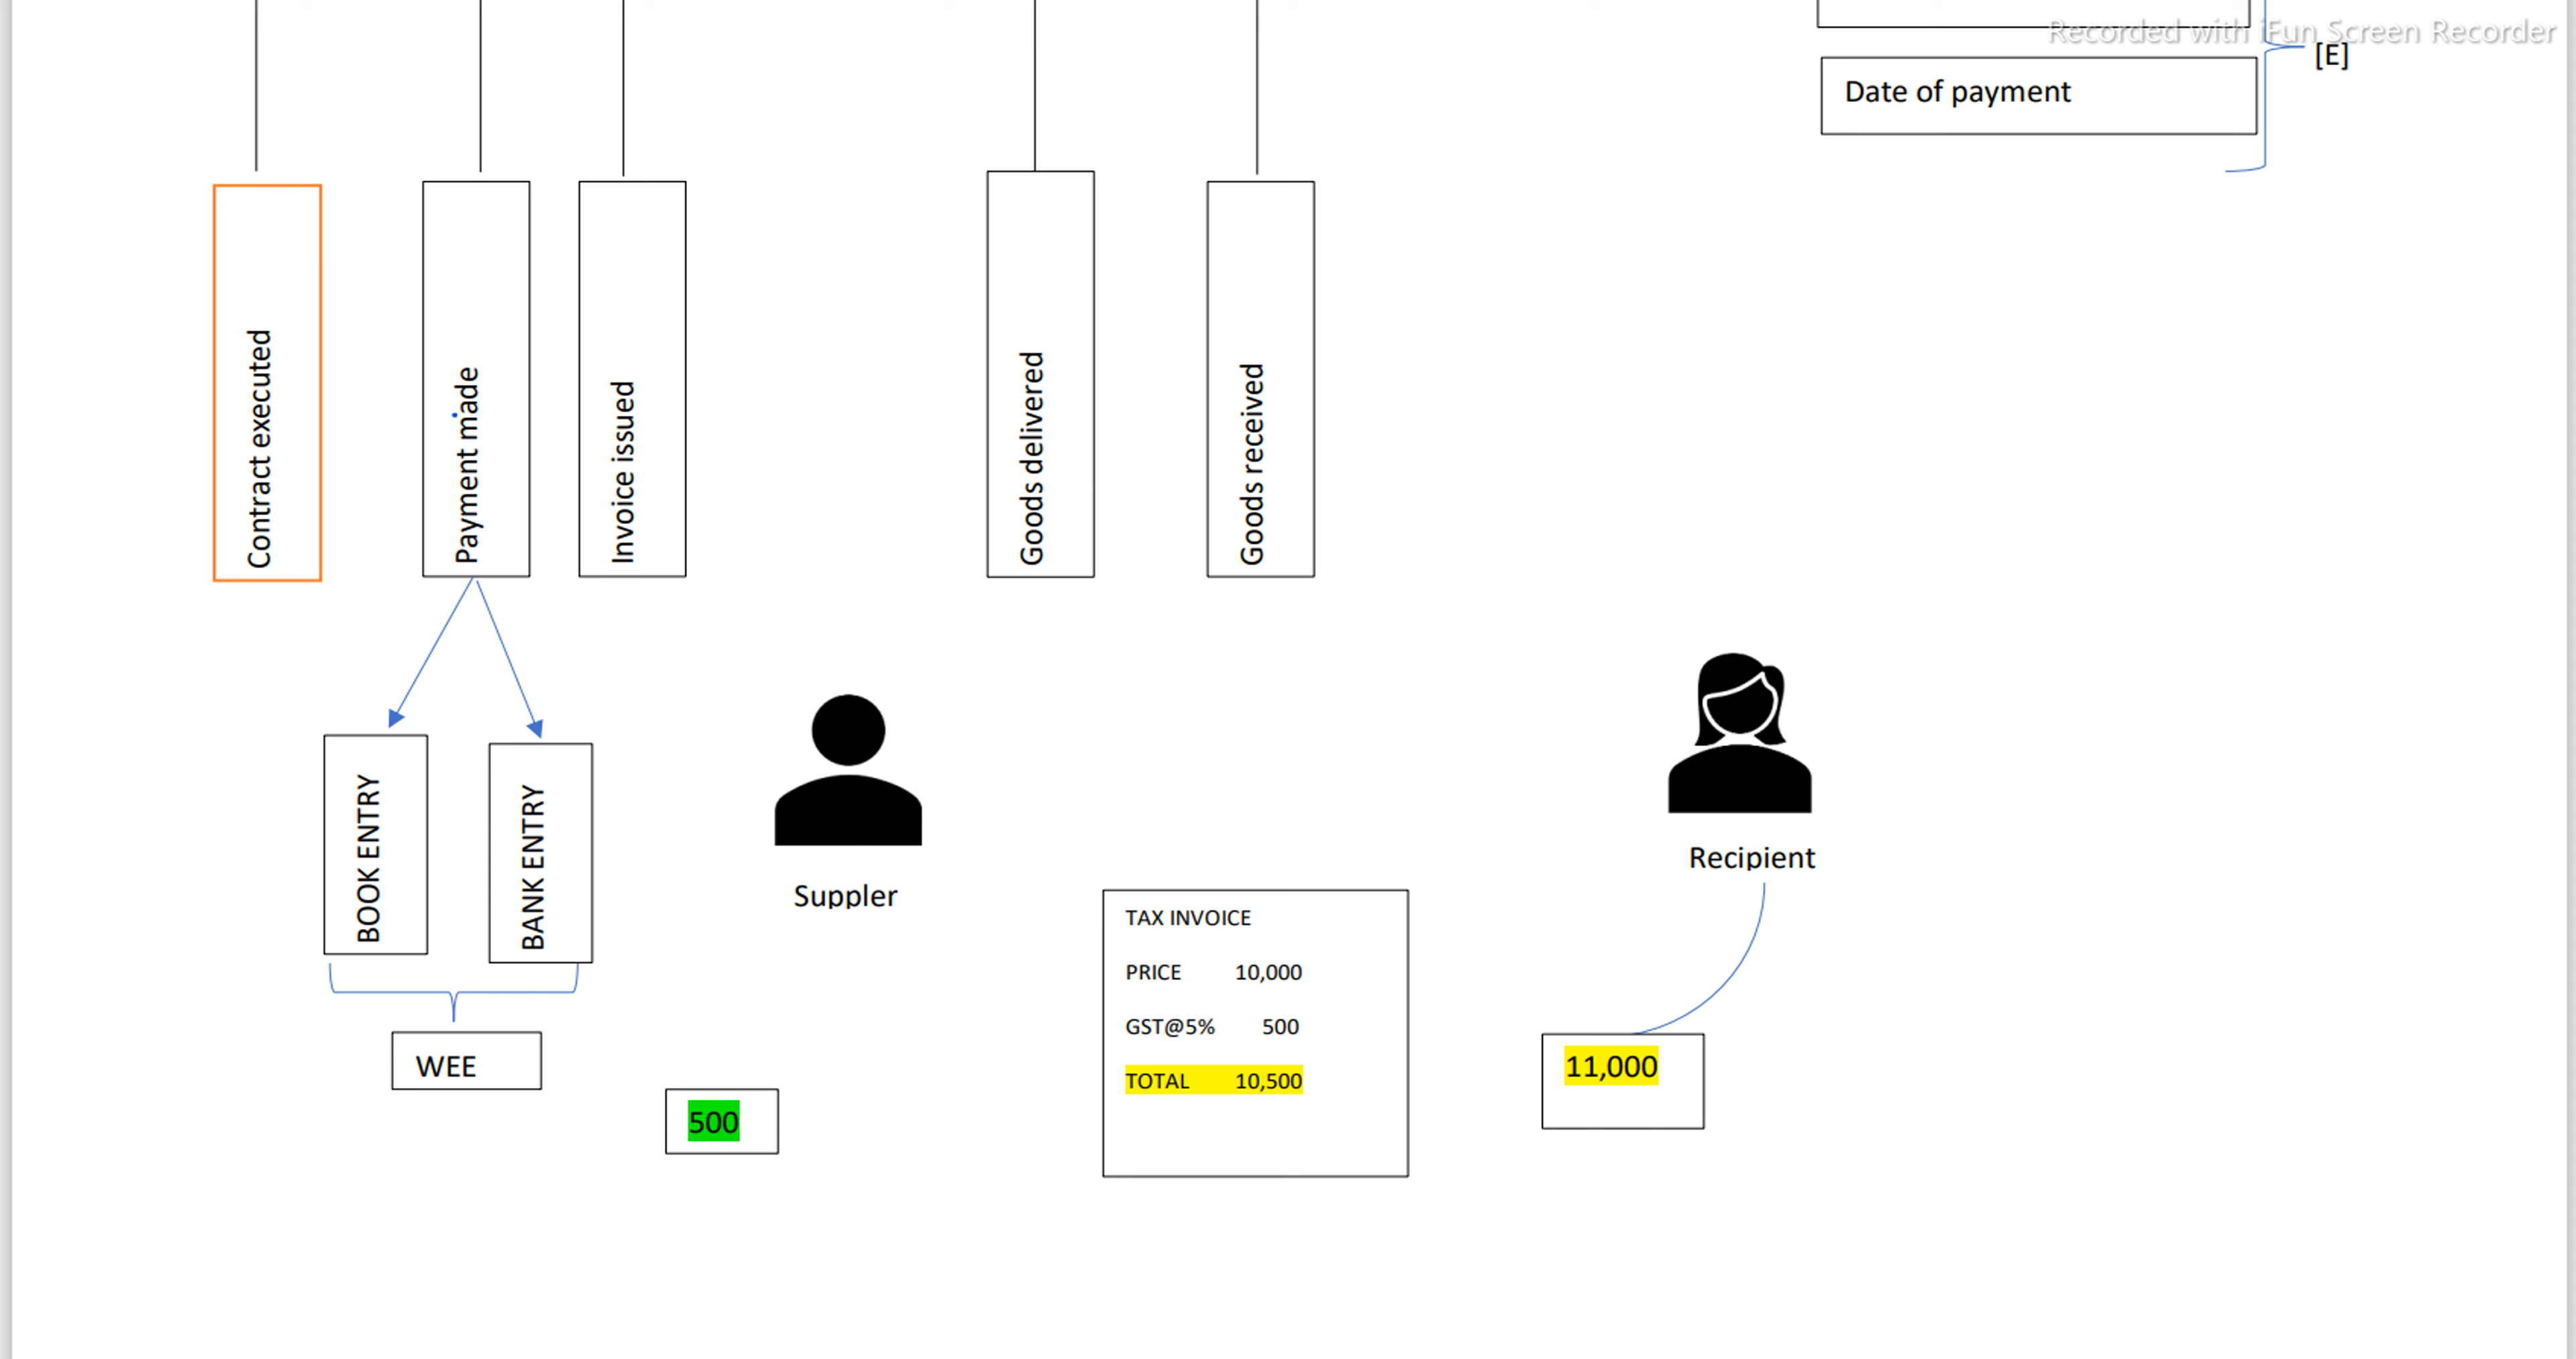 Recorded with iFun Screen Recorder
[E]
Date of payment
Contract executed
Payment made
Invoice issued
Goods delivered
Goods received
BOOK ENTRY
BANK ENTRY
WEE
Suppler
Recipient
TAX INVOICE
PRICE 10,000
GST@5% 500
TOTAL 10,500
11,000
500